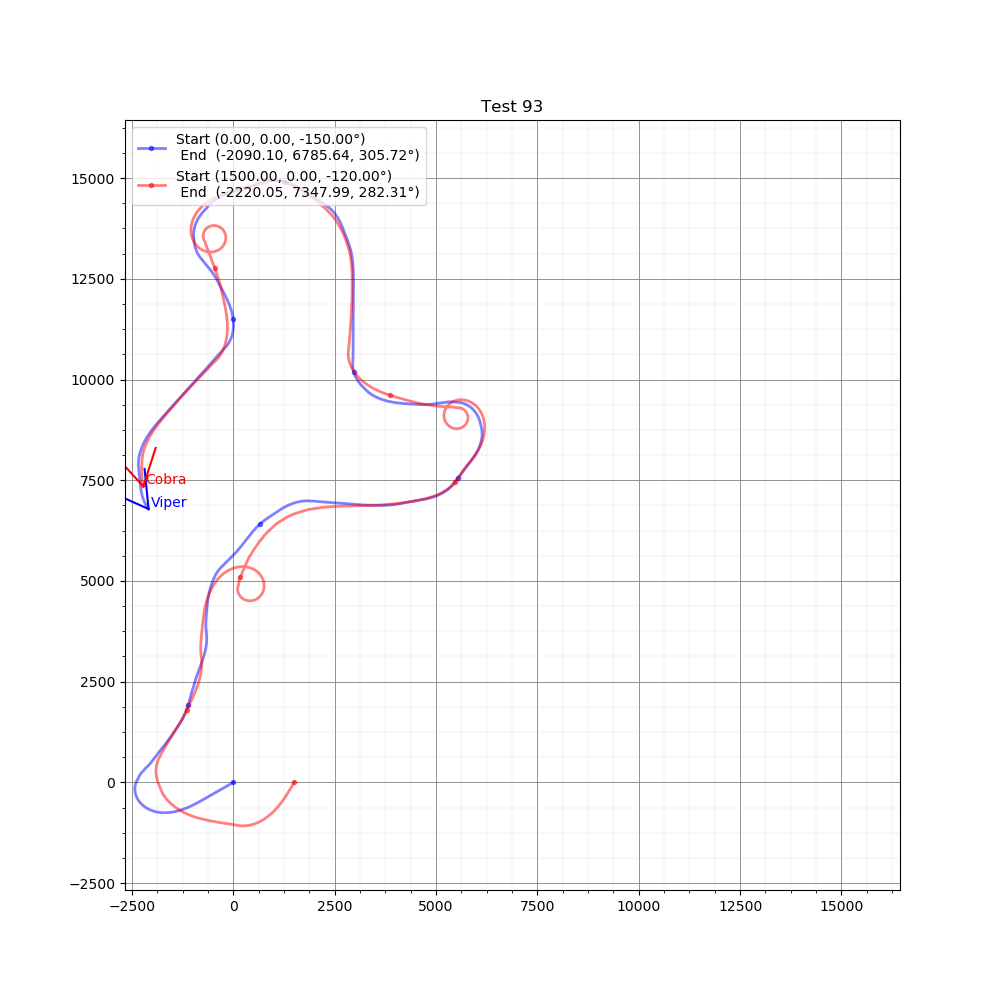 Test 93
Start (0.00, 0.00, -150.00°)
End  (-2090.10, 6785.64, 305.72°)
Start (1500.00, 0.00, -120.00°)
End  (-2220.05, 7347.99, 282.31°)
15000
12500
10000
7500
5000
2500
0
−2500
Cobra
Viper
−2500 0 2500 5000 7500 10000 12500 15000